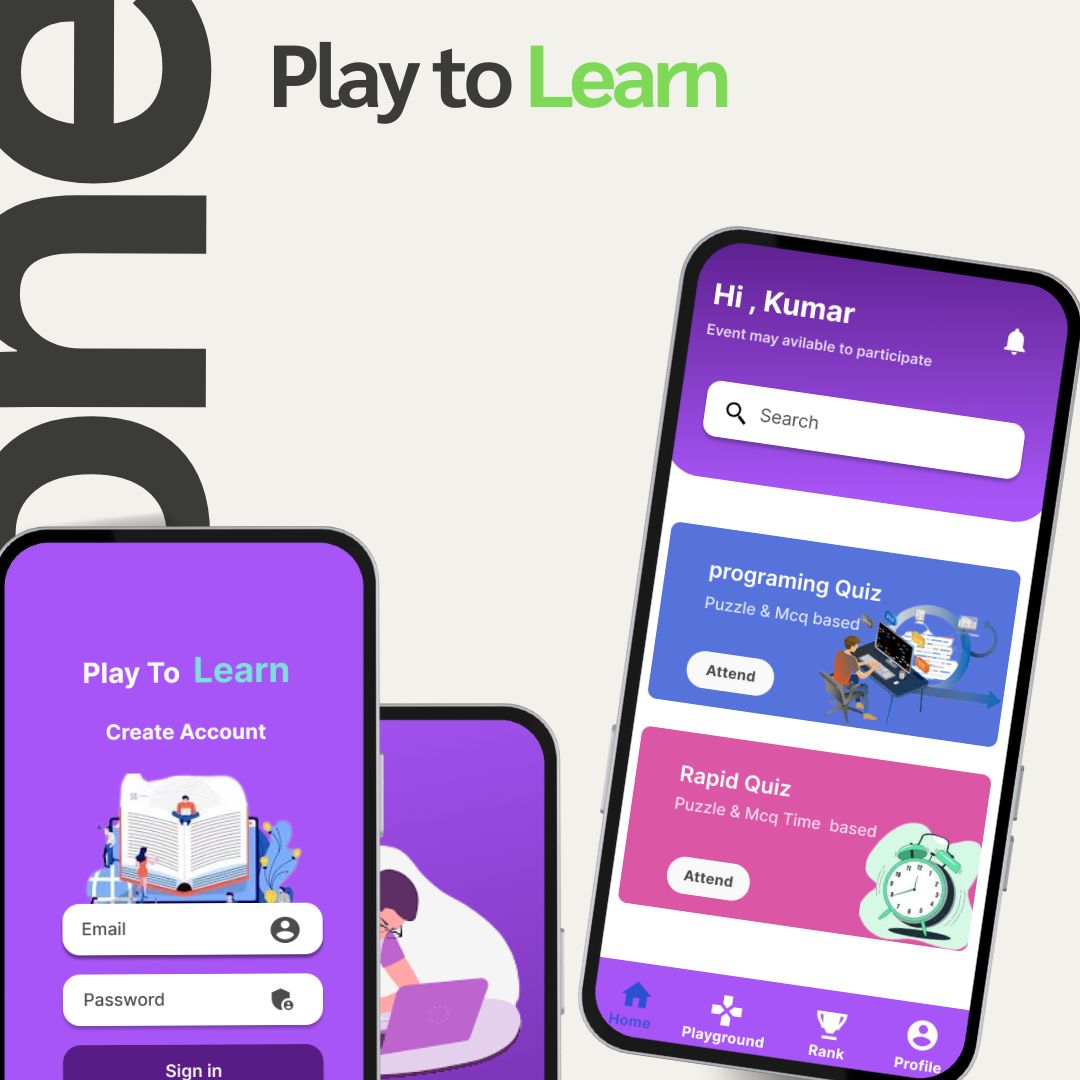 phone
Play to Learn
Hi , Kumar
Event may avilable to participate
Search
programing Quiz
Puzzle & Mcq based
Attend
Rapid Quiz
Puzzle & Mcq Time  based
Attend
Home
Playground
Rank
Profile
Play To Learn
Create Account
Email
Password
Sign in